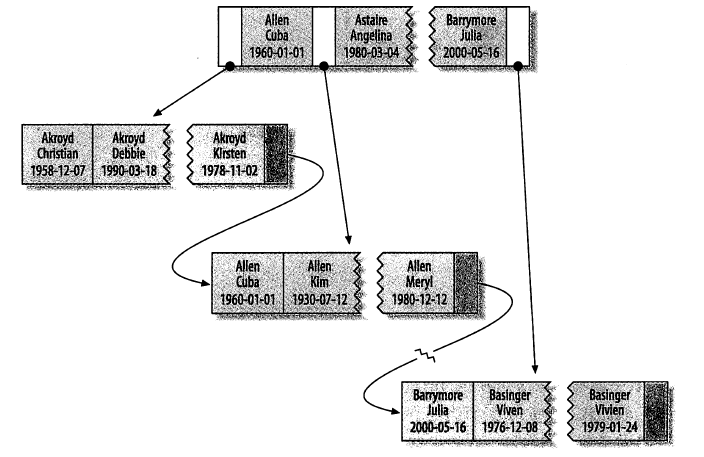 Allen
Cuba
1960-01-01
Astaire
Angelina
1980-03-04
Barrymore
Julia
2000-05-16
Akroyd
Christian
1958-12-07
Akroyd
Debbie
1990-03-18
Akroyd
Kirsten
1978-11-02
Allen
Cuba
1960-01-01
Allen
Kim
1930-07-12
Allen
Meryl
1980-12-12
Barrymore
Julia
2000-05-16
Basinger
Viven
1976-12-08
Basinger
Vivien
1979-01-24